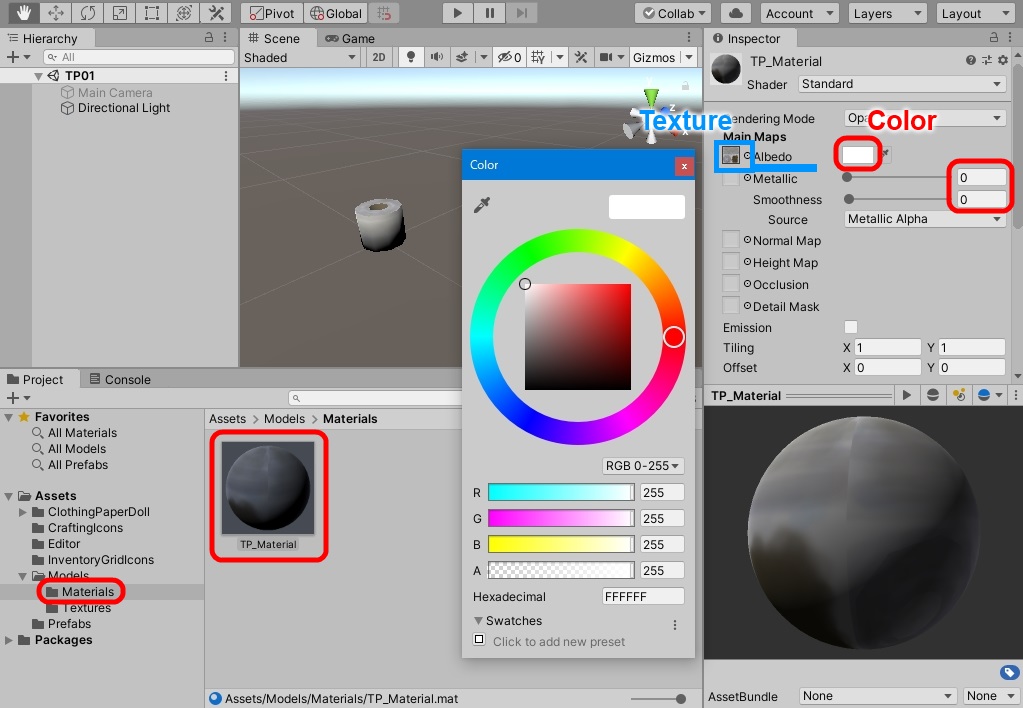 Pivot Global Collab Account Layers Layout
Hierarchy
All
TP01
Main Camera
Directional Light
Scene Game
Shaded 2D 0 Gizmos
Inspector
TP_Material
Shader Standard
Rendering Mode Opa
Texture
Color
Main Maps
Albedo
Metallic 0
Smoothness 0
Source Metallic Alpha
Normal Map
Height Map
Occlusion
Detail Mask
Emission
Tiling X 1 Y 1
Offset X 0 Y 0
Color x
RGB 0-255
R 255
G 255
B 255
A 255
Hexadecimal FFFFFF
Swatches
Click to add new preset
Project Console
Favorites
All Materials
All Models
All Prefabs
Assets
ClothingPaperDoll
CraftingIcons
Editor
InventoryGridIcons
Models
Materials
Textures
Prefabs
Packages
Assets > Models > Materials
TP_Material
Assets/Models/Materials/TP_Material.mat
TP_Material
AssetBundle None None